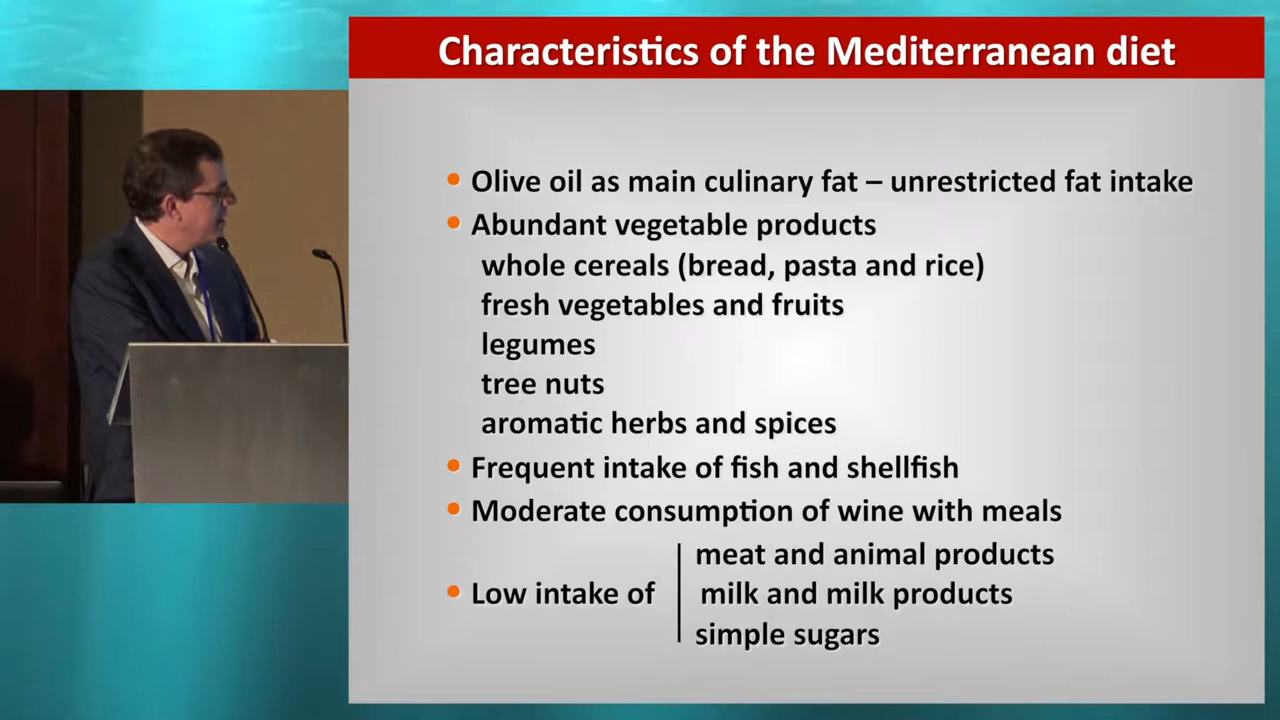 Characteristics of the Mediterranean diet
• Olive oil as main culinary fat – unrestricted fat intake
• Abundant vegetable products
whole cereals (bread, pasta and rice)
fresh vegetables and fruits
legumes
tree nuts
aromatic herbs and spices
• Frequent intake of fish and shellfish
• Moderate consumption of wine with meals
• Low intake of
meat and animal products
milk and milk products
simple sugars